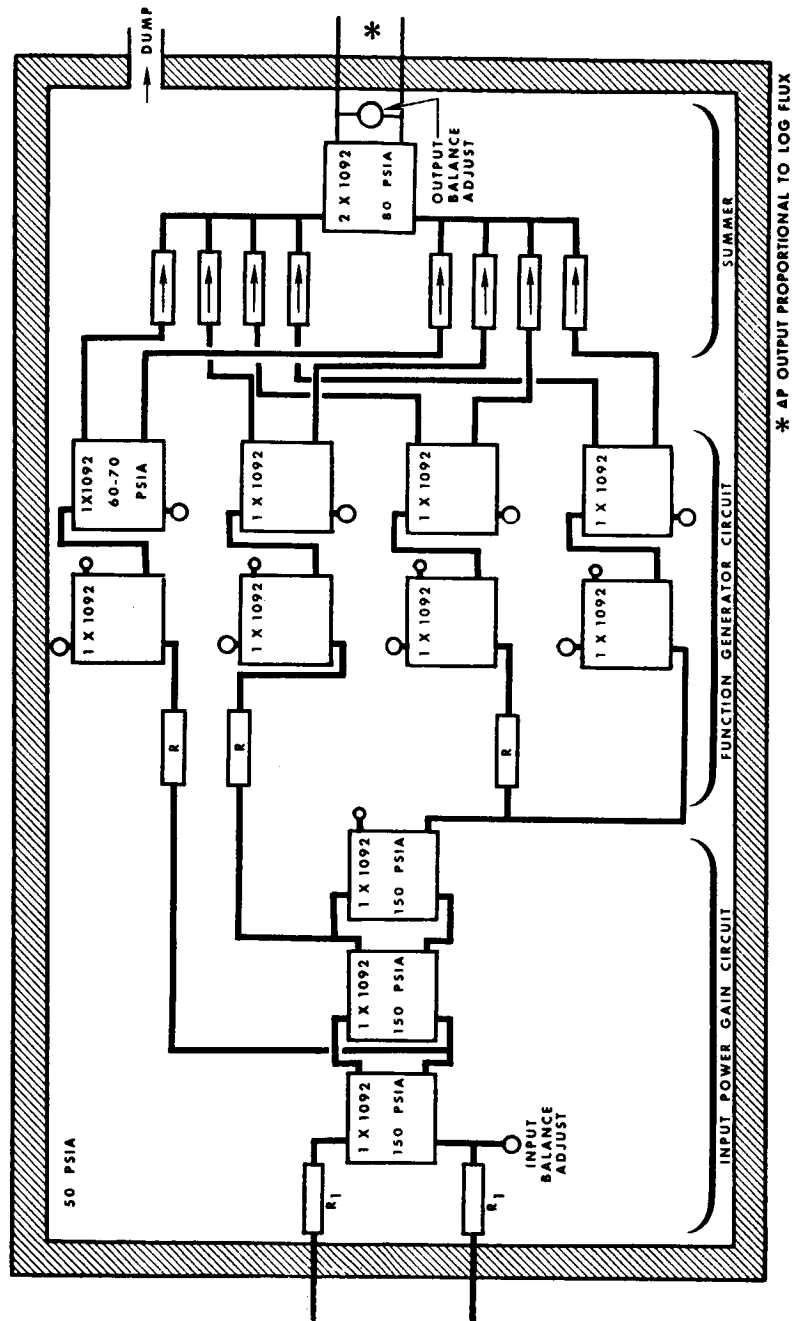 50 PSIA
DUMP
*
R1
R1
INPUT
BALANCE
ADJUST
1 X 1092
150 PSIA
1 X 1092
150 PSIA
1 X 1092
150 PSIA
R
R
R
1 X 1092
1X1092
60-70
PSIA
1 X 1092
1 X 1092
1 X 1092
1 X 1092
1 X 1092
1 X 1092
2 X 1092
80 PSIA
OUTPUT
BALANCE
ADJUST
INPUT POWER GAIN CIRCUIT
FUNCTION GENERATOR CIRCUIT
SUMMER
* ΔP OUTPUT PROPORTIONAL TO LOG FLUX